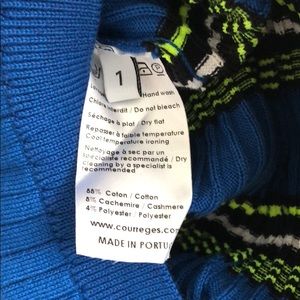 1
Hand wash
Chlore interdit / Do not bleach
Séchage à plat / Dry flat
Repasser à faible température
Cool temperature ironing
Nettoyage à sec par un
spécialiste recommandé / Dry
cleaning by a specialist is
recommended
88% Coton / Cotton
8% Cachemire / Cashmere
4% Polyester / Polyester
www.courreges.com
MADE IN PORTU